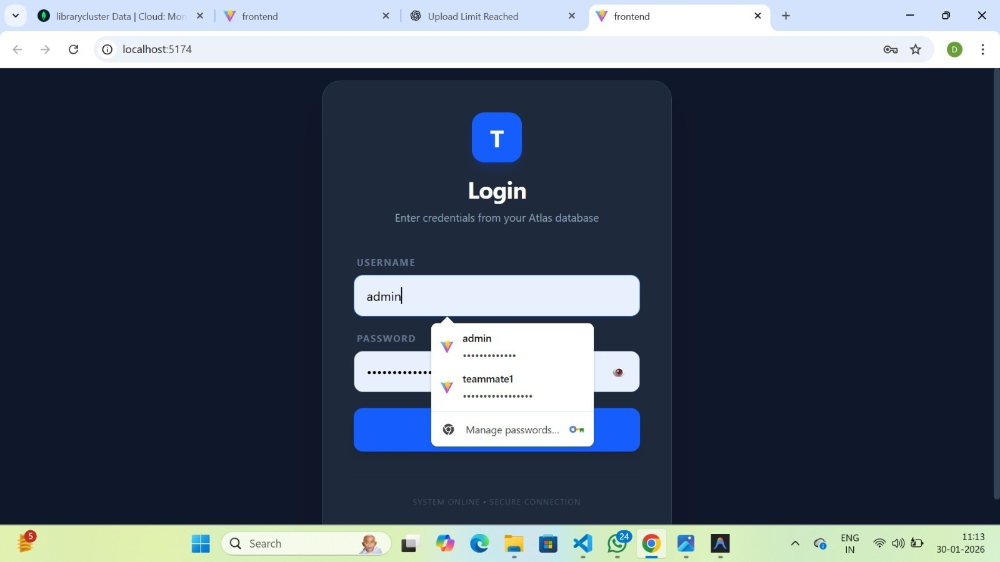 librarycluster Data | Cloud: Mon
frontend
Upload Limit Reached
frontend
localhost:5174
D
T
Login
Enter credentials from your Atlas database
USERNAME
admin
PASSWORD
••••••••••••••
admin
•••••••••••••
teammate1
•••••••••••••••••
Manage passwords...
SYSTEM ONLINE • SECURE CONNECTION
5
Search
24
ENG
IN
11:13
30-01-2026